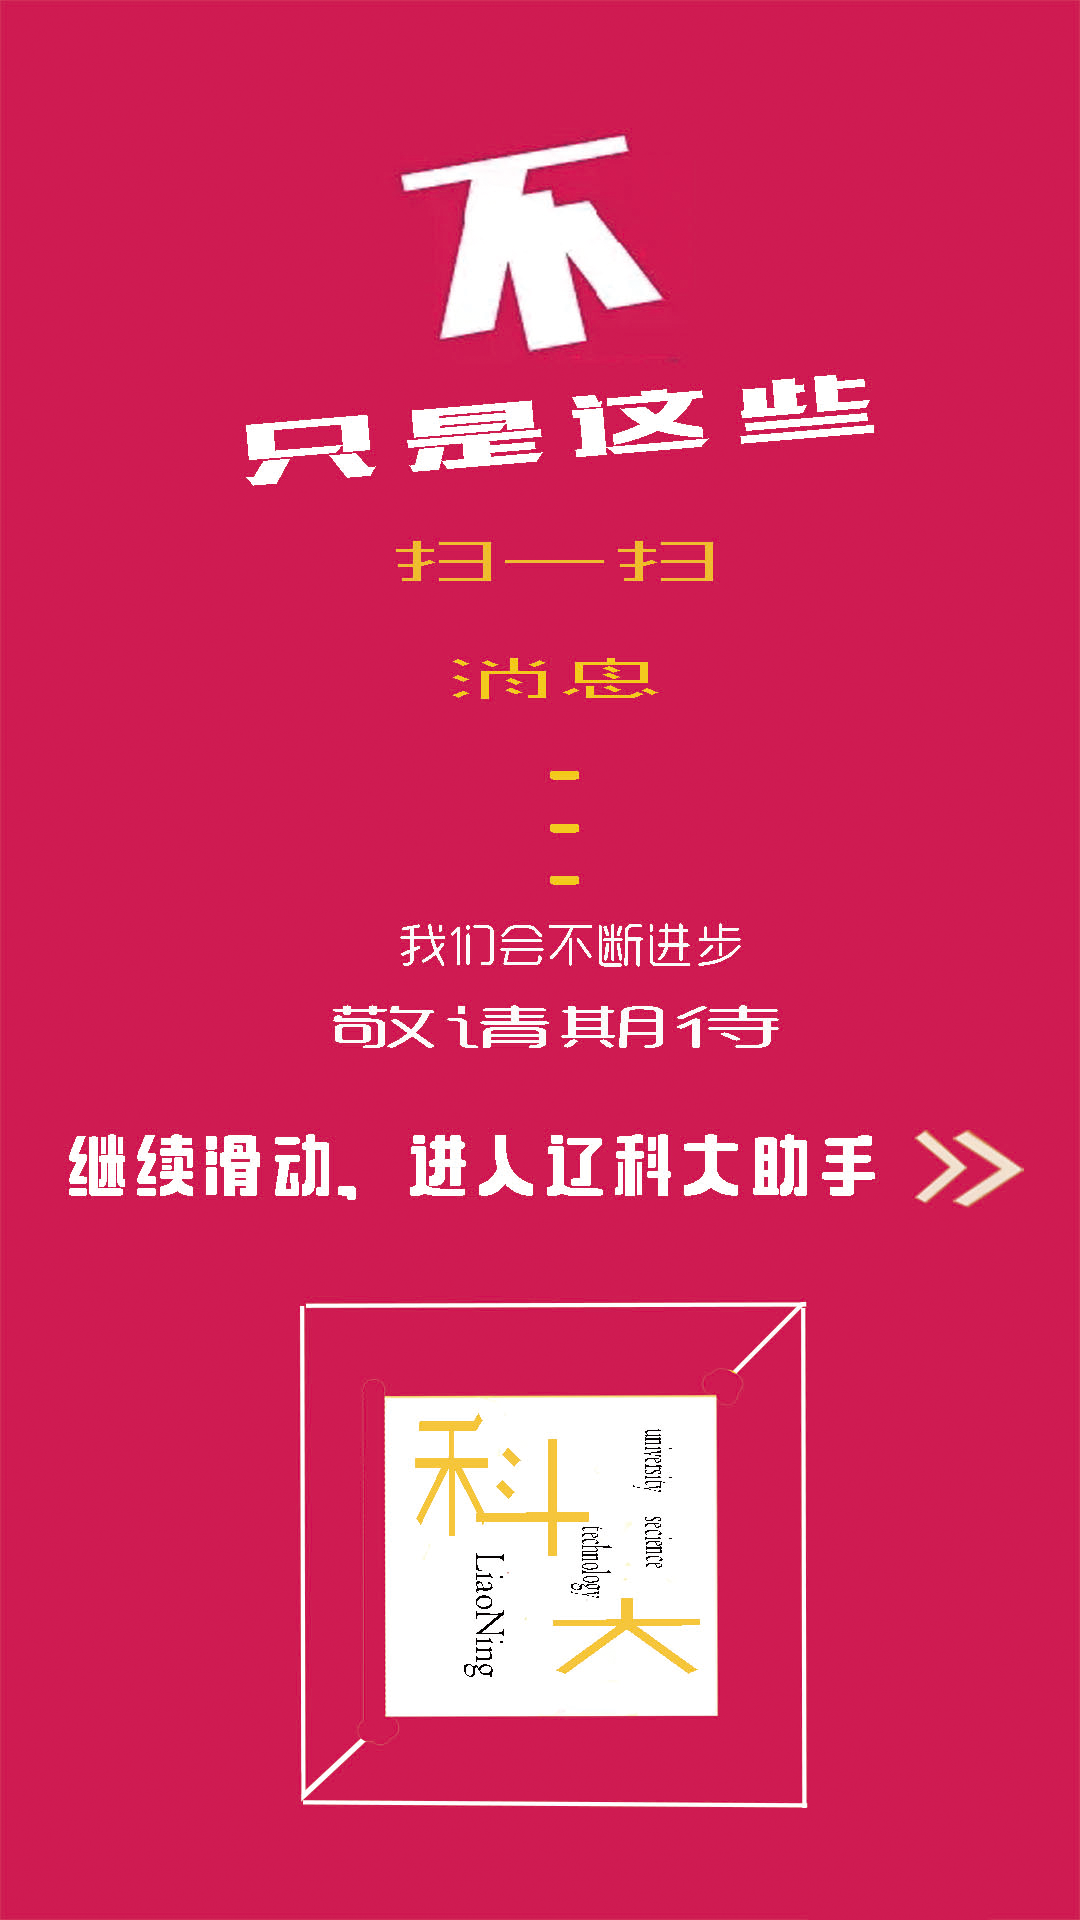 不
只是这些
扫一扫
消息
我们会不断进步
敬请期待
继续滑动，进入辽科大助手
科
大
university secience
technology
LiaoNing